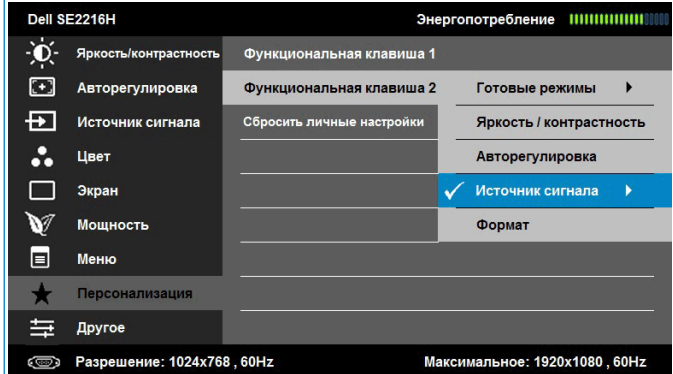 Dell SE2216H Энергопотребление
Яркость/контрастность Функциональная клавиша 1
Авторегулировка Функциональная клавиша 2 Готовые режимы
Источник сигнала Сбросить личные настройки Яркость / контрастность
Цвет Авторегулировка
Экран Источник сигнала
Мощность Формат
Меню
Персонализация
Другое
Разрешение: 1024x768 , 60Hz Максимальное: 1920x1080 , 60Hz